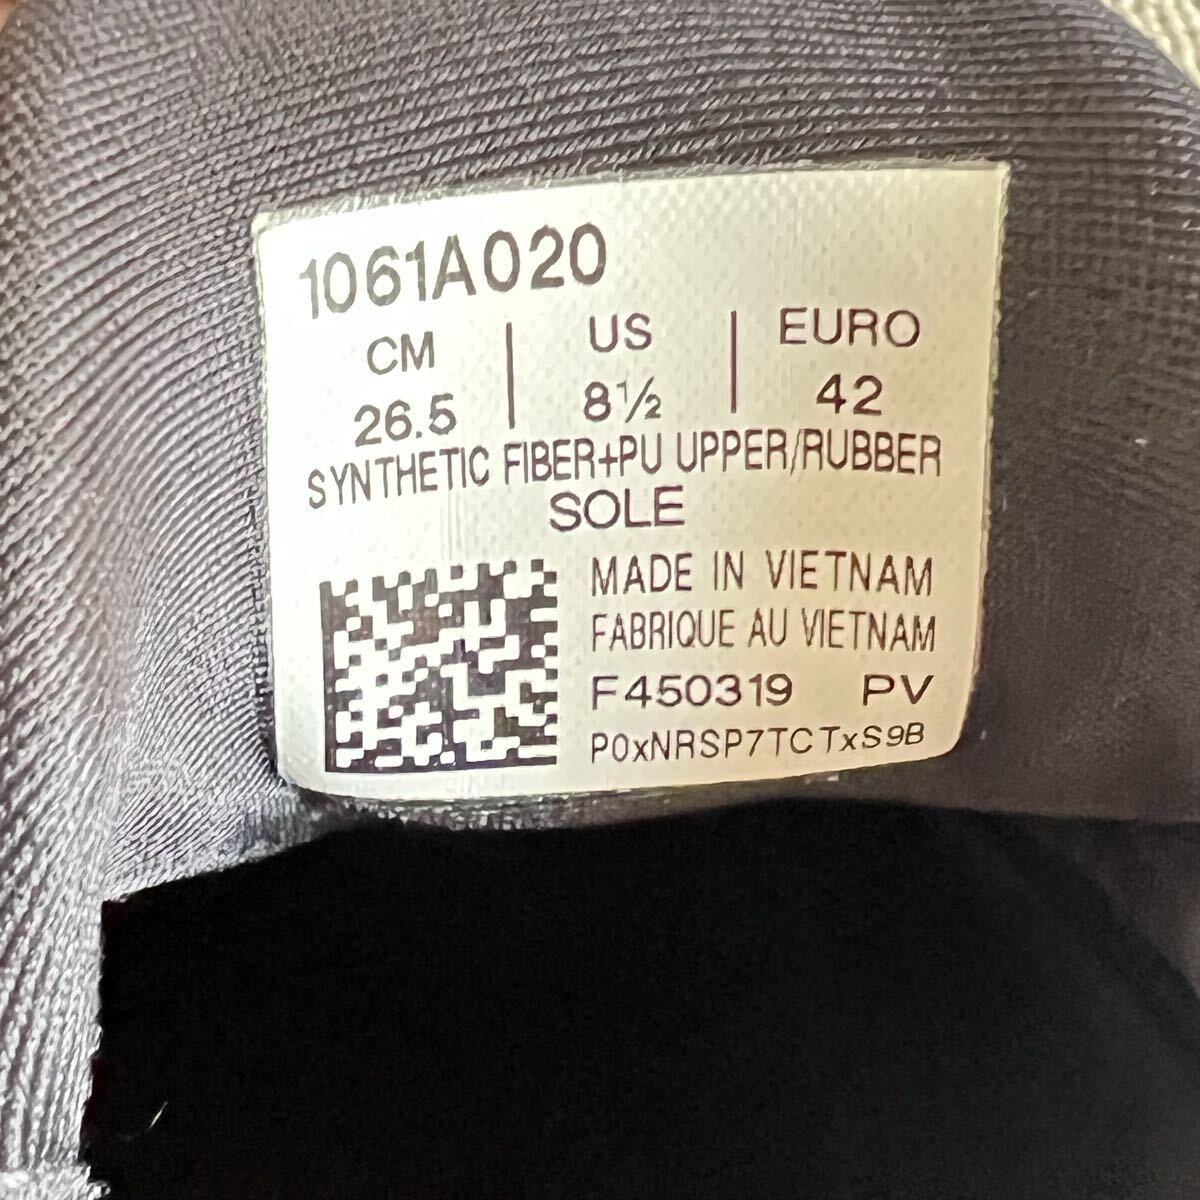 1061A020
CM | US | EURO
26.5 | 8½ | 42
SYNTHETIC FIBER+PU UPPER/RUBBER
SOLE
MADE IN VIETNAM
FABRIQUE AU VIETNAM
F450319 PV
P0xNRSP7TCTxS9B